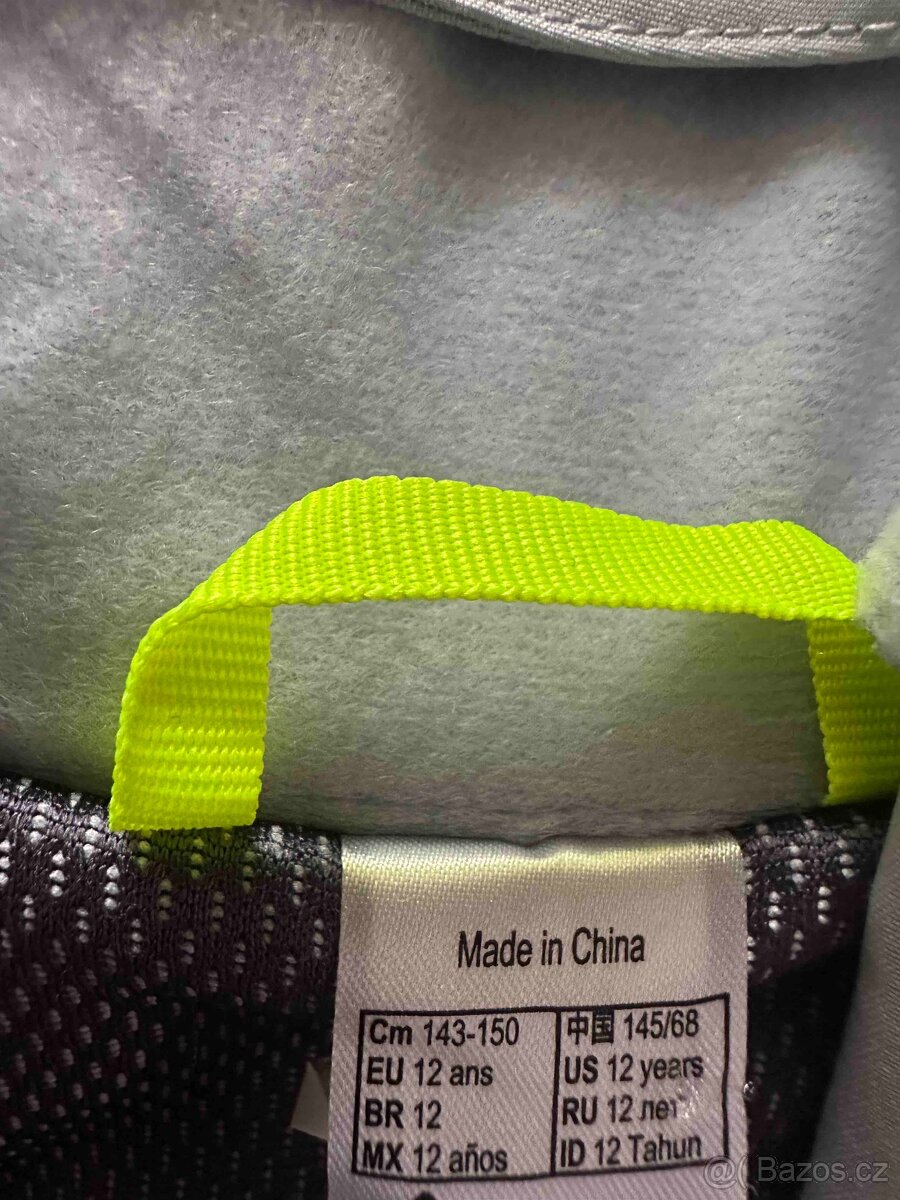 Made in China
Cm 143-150 中国 145/68
EU 12 ans US 12 years
BR 12 RU 12 лет
MX 12 años ID 12 Tahun
@ Bazos.cz